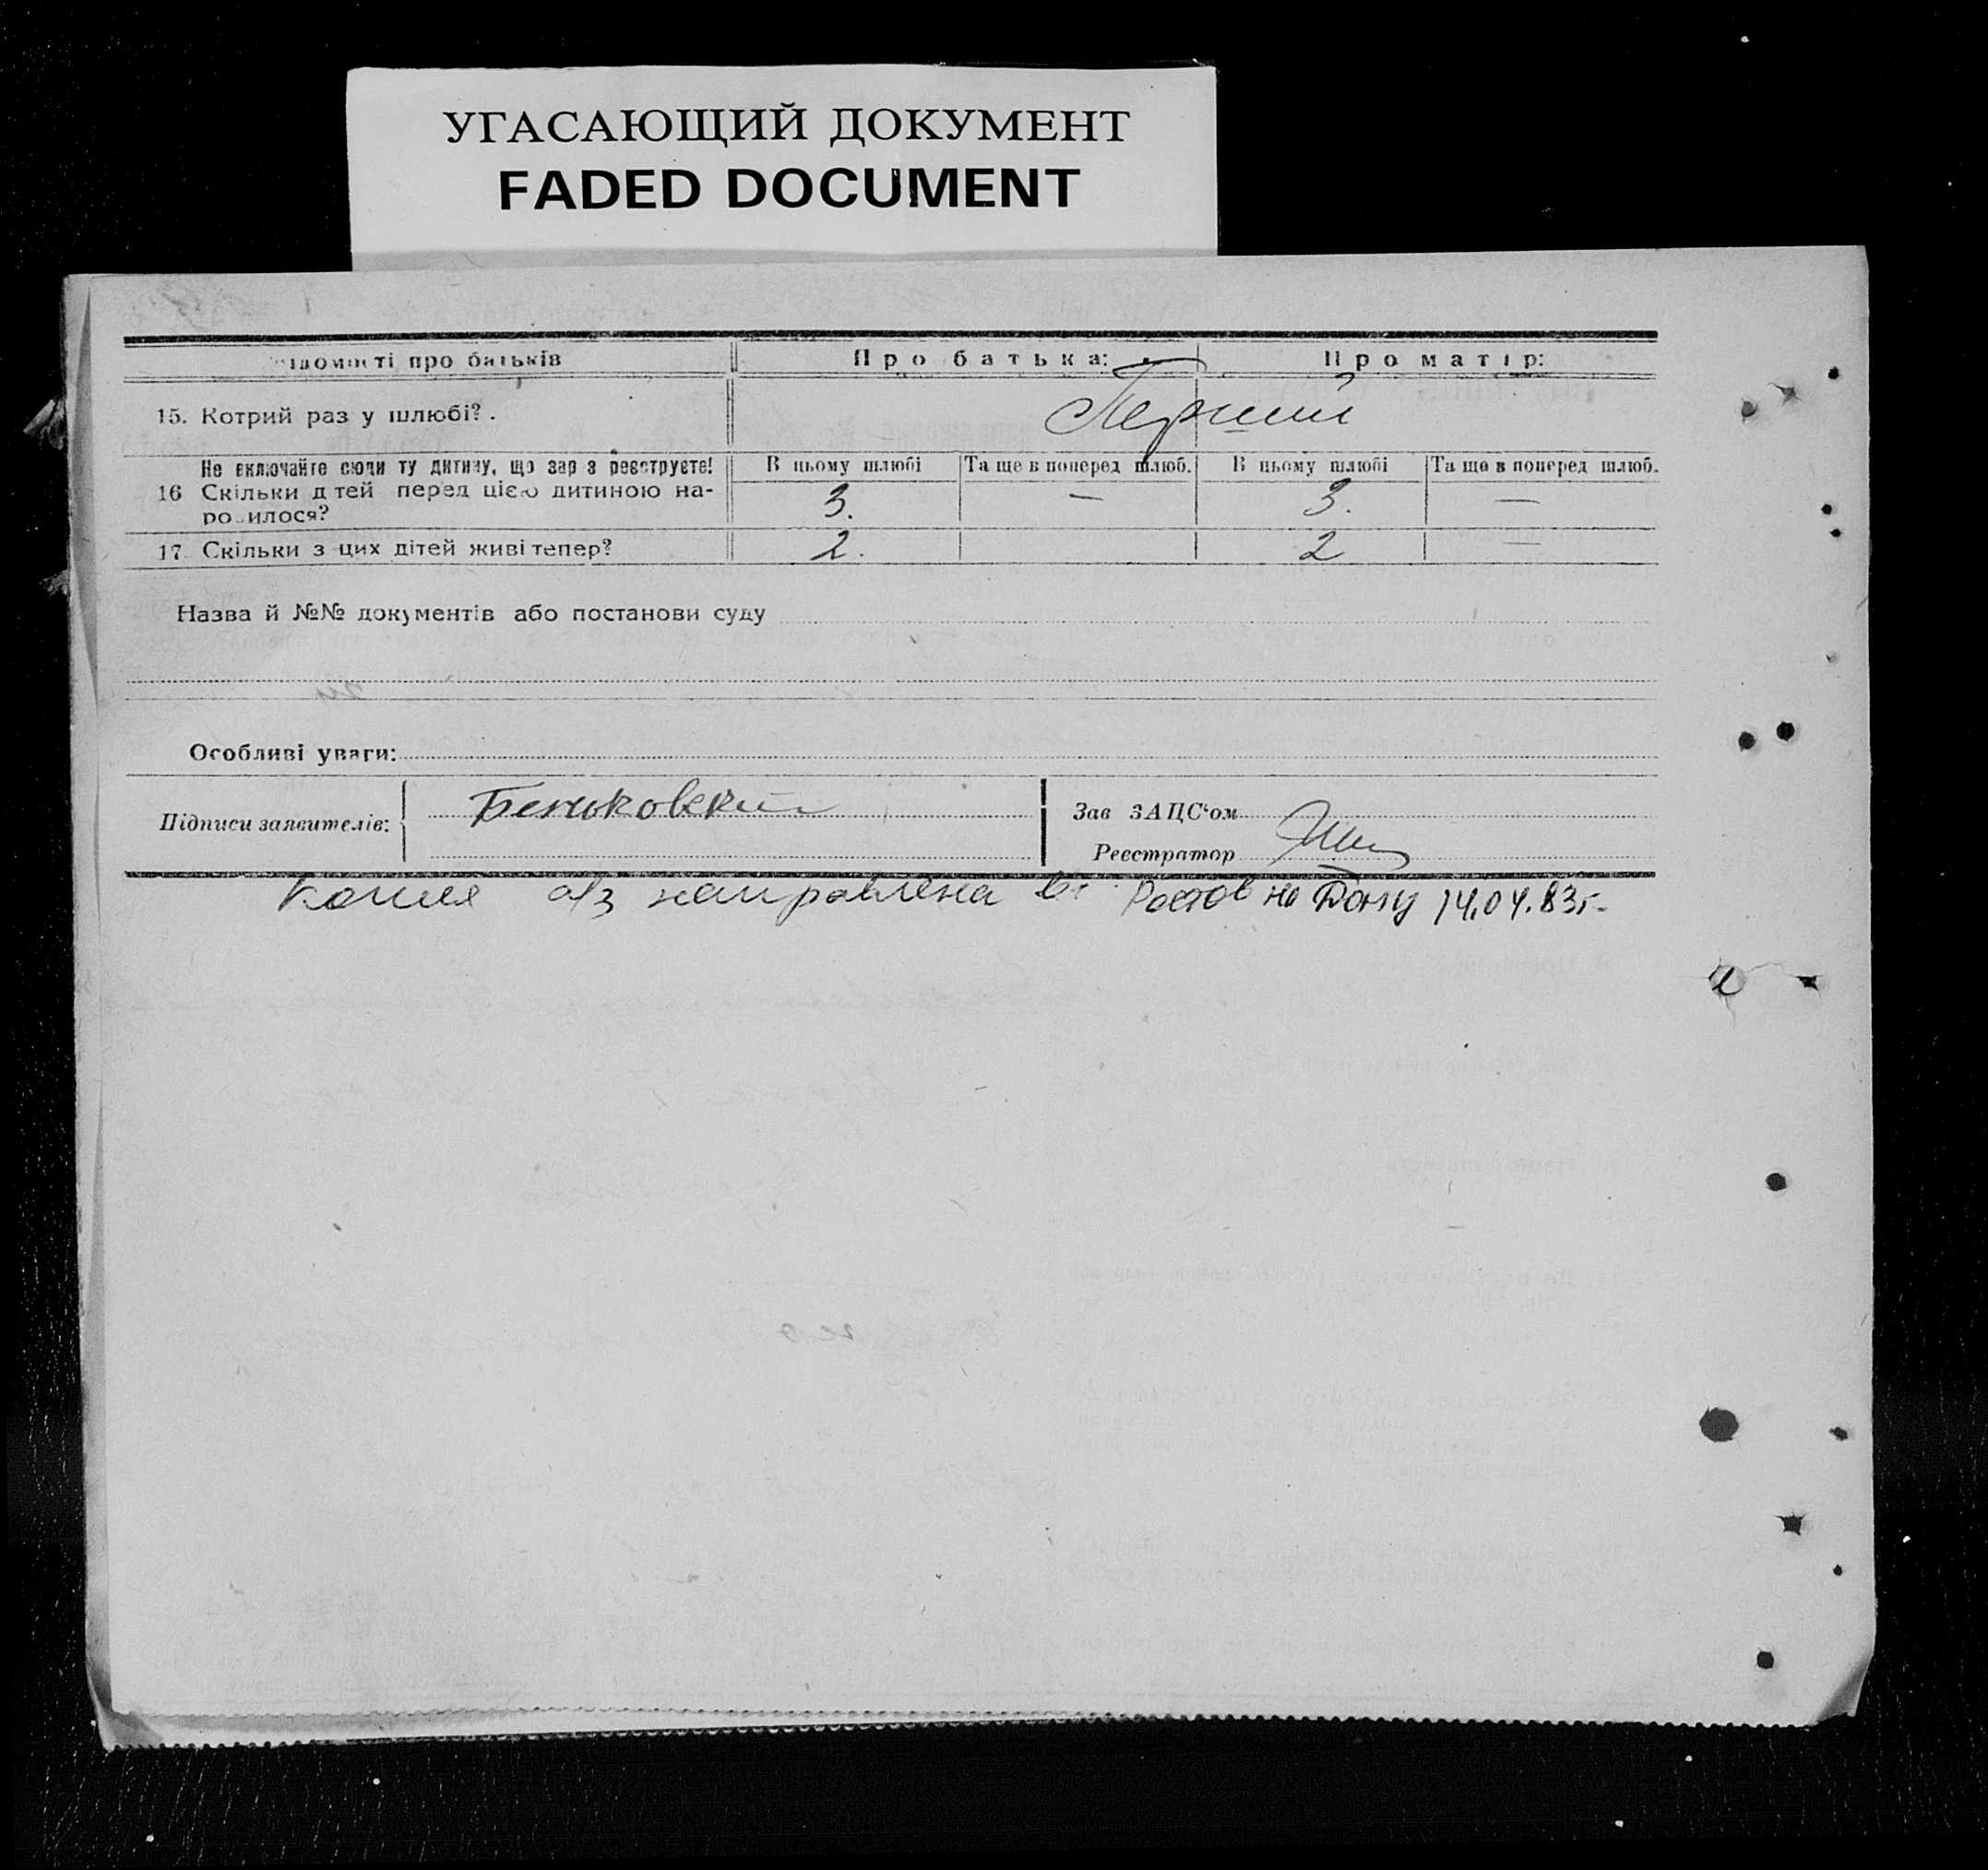 УГАСАЮЩИЙ ДОКУМЕНТ
FADED DOCUMENT
відомості про батьків Про батька: Про матір:
15. Котрий раз у шлюбі? . Перший
Не включайте сюди ту дитину, що зараз реєструєте! В цьому шлюбі Та ще в поперед шлюб. В цьому шлюбі Та ще в поперед шлюб.
16 Скільки дітей перед цією дитиною на- 3. — 3. —
родилося?
17. Скільки з цих дітей живі тепер? 2. 2 —
Назва й №№ документів або постанови суду
Особливі уваги:
Підписи заявителів: Беньковский Зав ЗАЦС‘ом
Реєстратор
Копия а/з направлена в г. Ростов на Дону 14.04.83г.